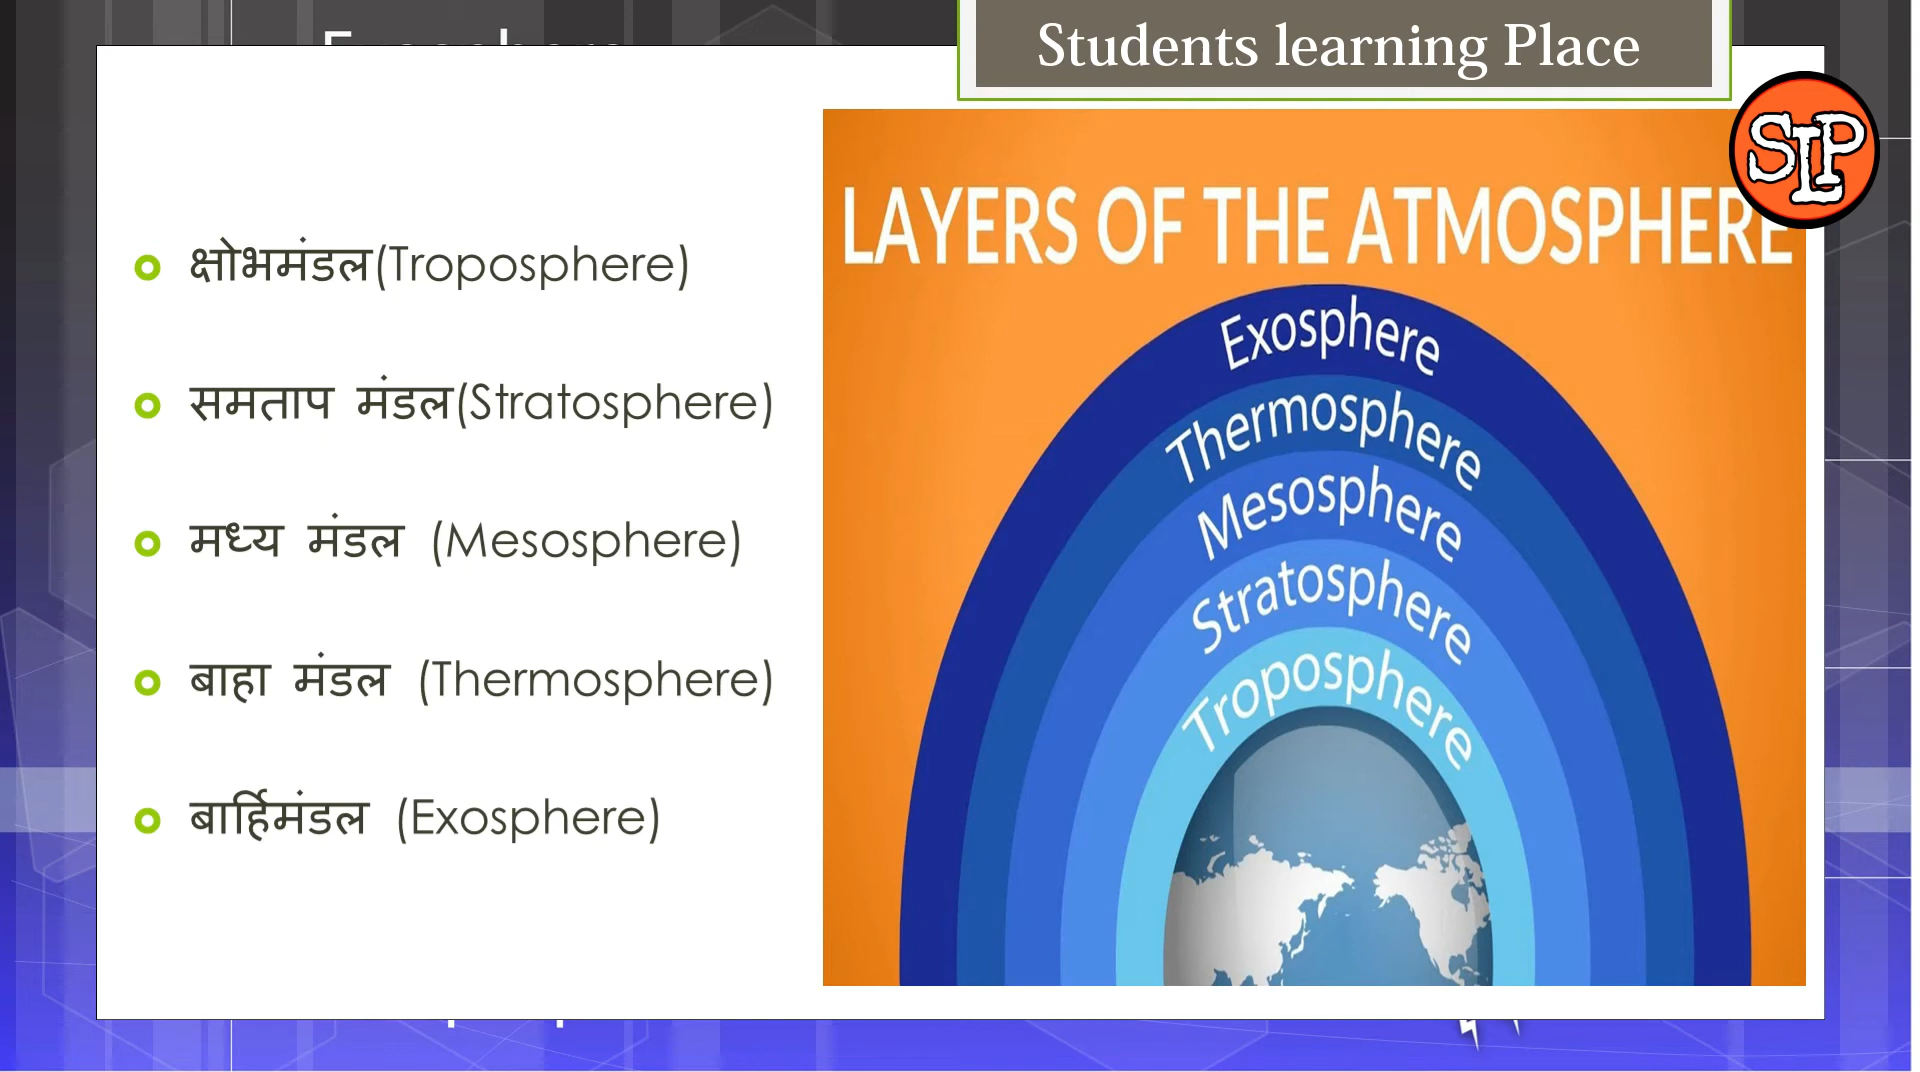 Students learning Place
SLP
क्षोभमंडल(Troposphere)
समताप मंडल(Stratosphere)
मध्य मंडल (Mesosphere)
बाहा मंडल (Thermosphere)
बार्हिमंडल (Exosphere)
LAYERS OF THE ATMOSPHERE
Exosphere
Thermosphere
Mesosphere
Stratosphere
Troposphere